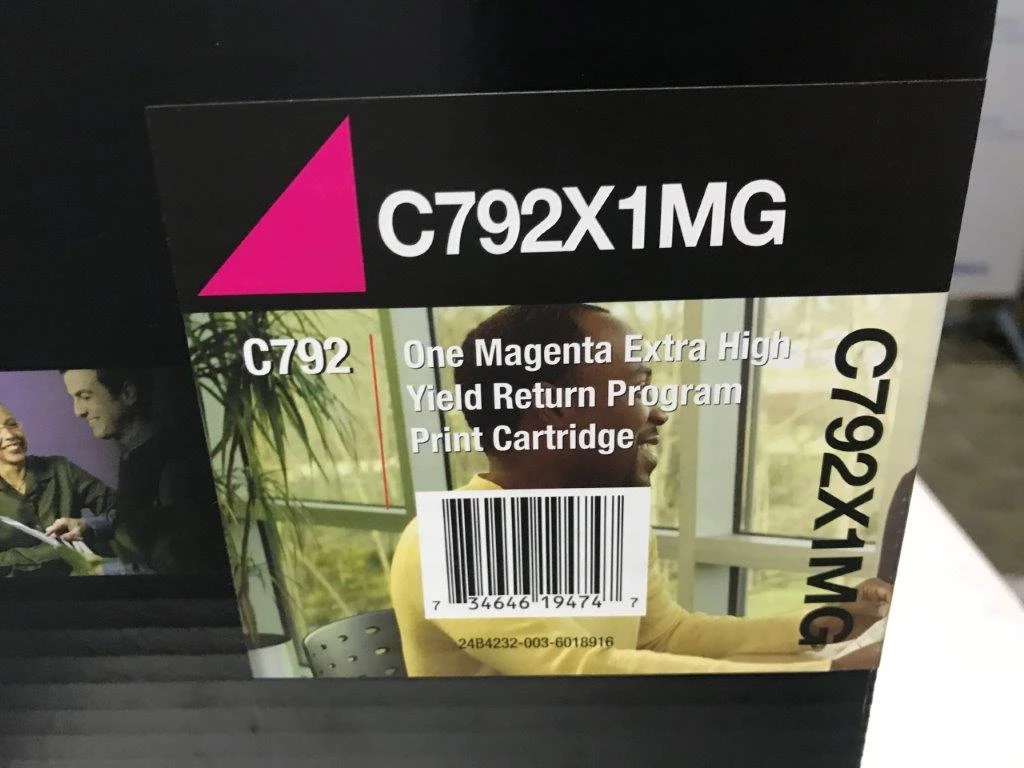 C792X1MG
C792
One Magenta Extra High
Yield Return Program
Print Cartridge
C792X1MG
7 34646 19474 7
24B4232-003-6018916